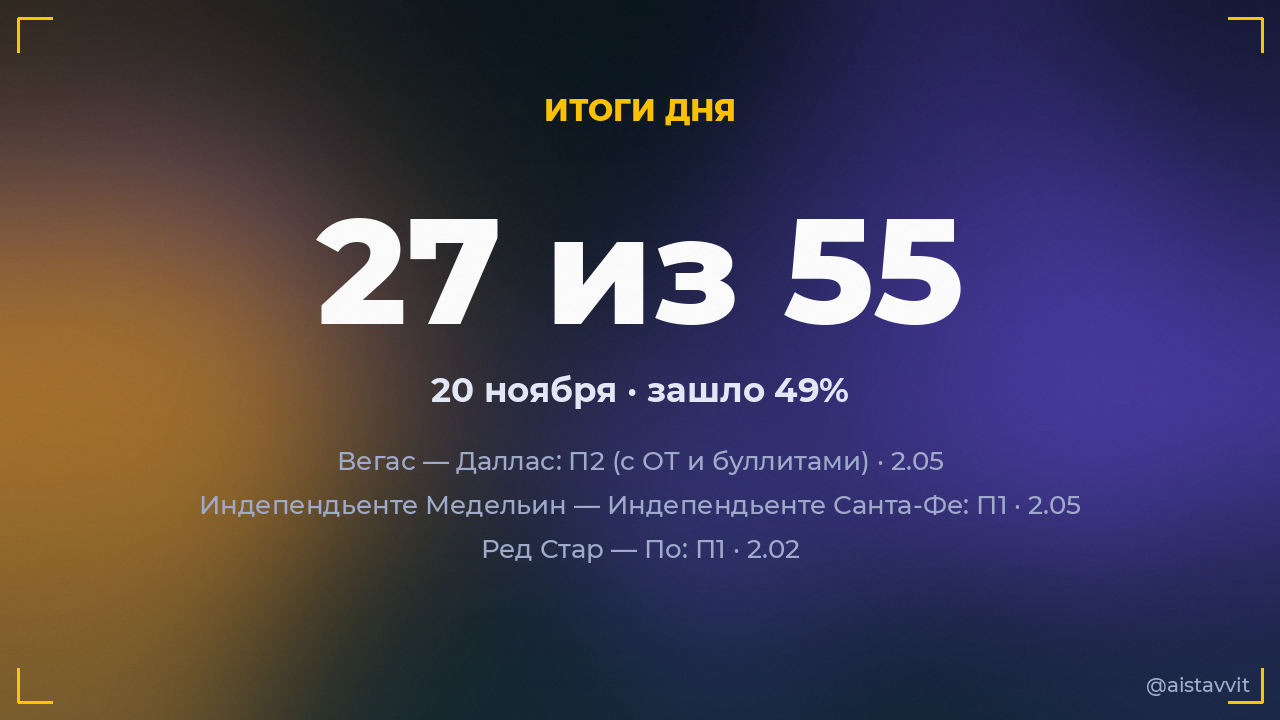 ИТОГИ ДНЯ
27 из 55
20 ноября · зашло 49%
Вегас — Даллас: П2 (с ОТ и буллитами) · 2.05
Индепендьенте Медельин — Индепендьенте Санта-Фе: П1 · 2.05
Ред Стар — По: П1 · 2.02
@aistavvit